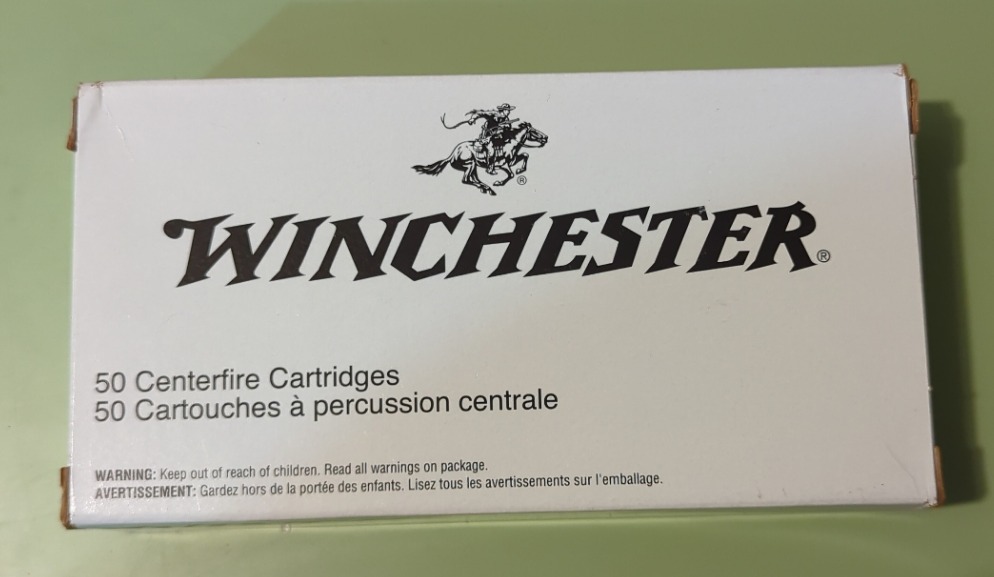 ®
WINCHESTER®
50 Centerfire Cartridges
50 Cartouches à percussion centrale
WARNING: Keep out of reach of children. Read all warnings on package.
AVERTISSEMENT: Gardez hors de la portée des enfants. Lisez tous les avertissements sur l'emballage.